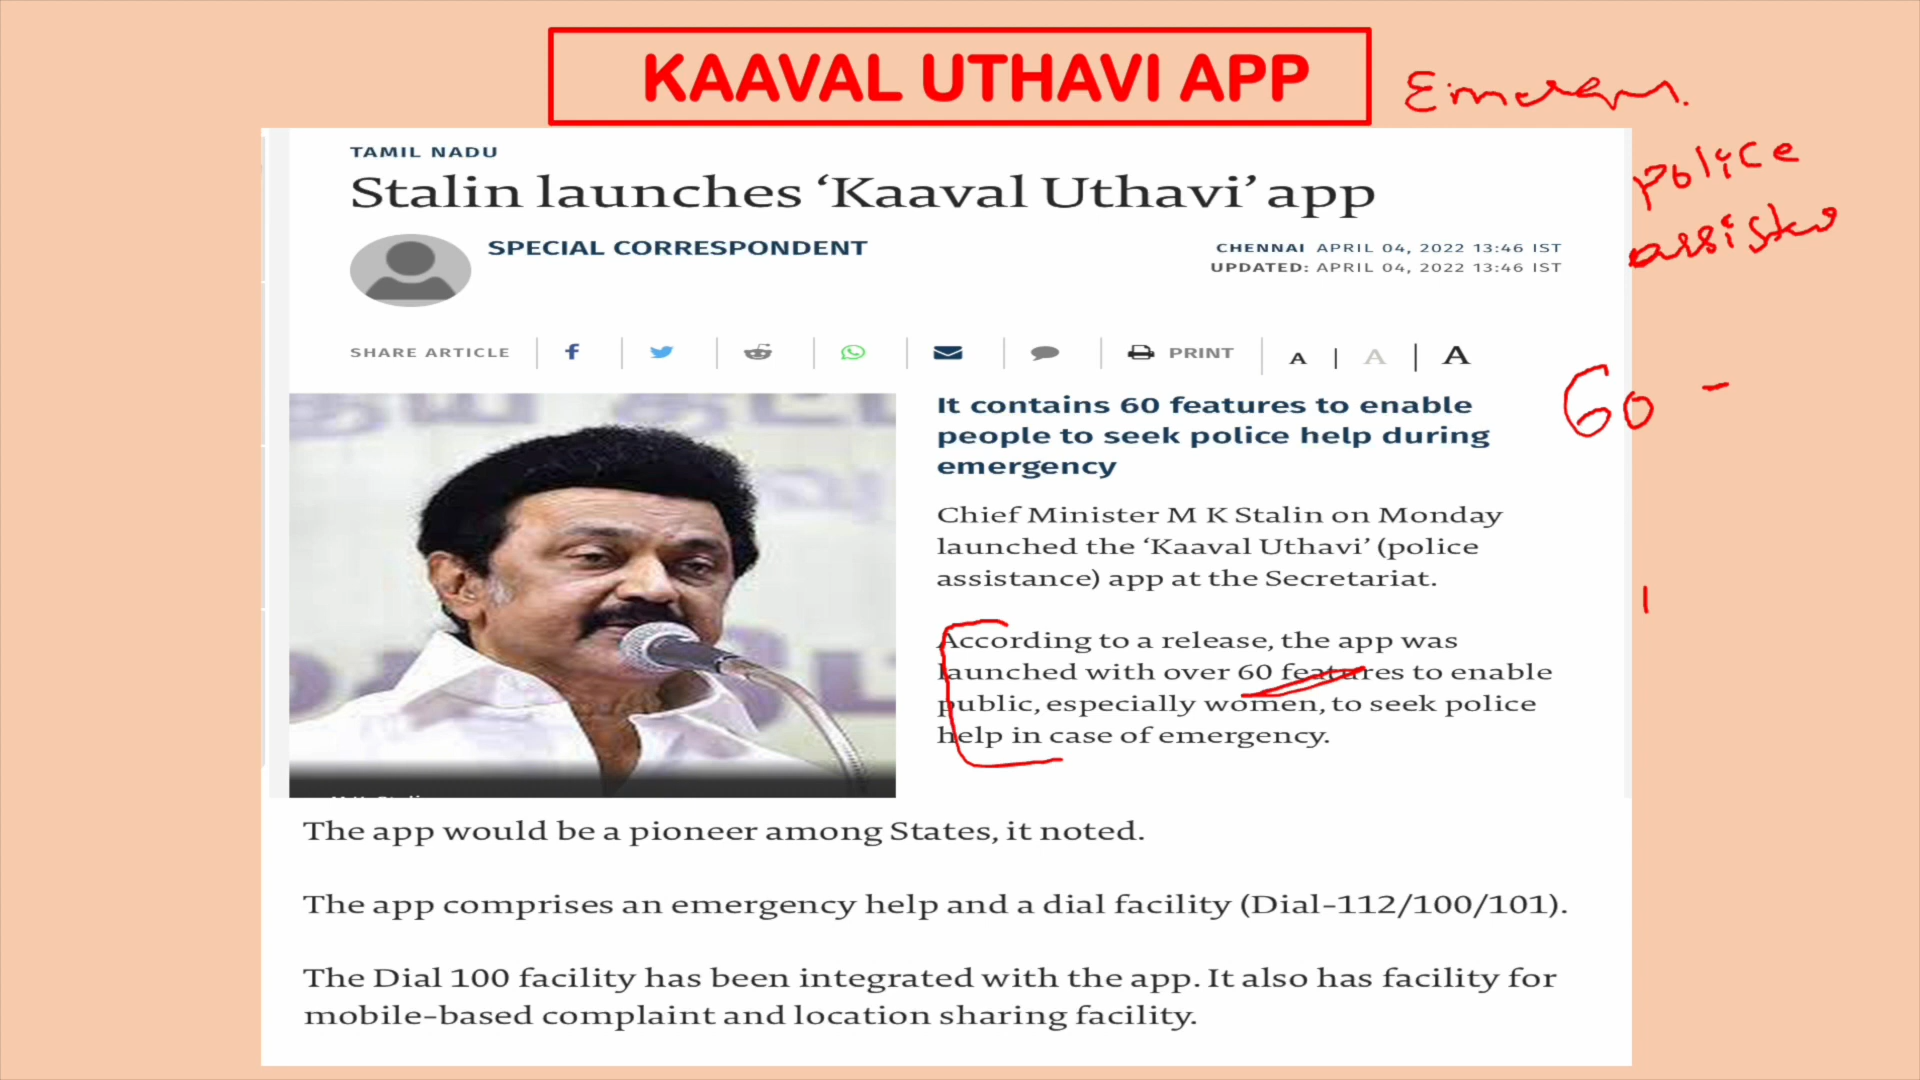 KAAVAL UTHAVI APP
TAMIL NADU
Stalin launches ‘Kaaval Uthavi’ app
SPECIAL CORRESPONDENT
CHENNAI APRIL 04, 2022 13:46 IST
UPDATED: APRIL 04, 2022 13:46 IST
Police
SHARE ARTICLE
PRINT
A | A | A
60 -
It contains 60 features to enable
people to seek police help during
emergency
Chief Minister M K Stalin on Monday
launched the ‘Kaaval Uthavi’ (police
assistance) app at the Secretariat.
According to a release, the app was
launched with over 60 features to enable
public, especially women, to seek police
help in case of emergency.
The app would be a pioneer among States, it noted.
The app comprises an emergency help and a dial facility (Dial-112/100/101).
The Dial 100 facility has been integrated with the app. It also has facility for
mobile-based complaint and location sharing facility.